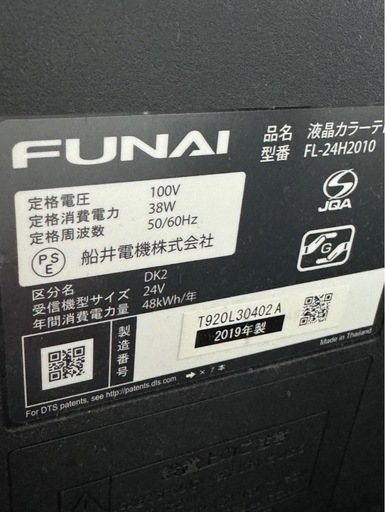 FUNAI
品名 液晶カラーテ
型番 FL-24H2010
定格電圧 100V
定格消費電力 38W
定格周波数 50/60Hz
JQA
PSE 船井電機株式会社
区分名 DK2
受信機型サイズ 24V
年間消費電力量 48kWh/年
製造番号
T920L30402A
2019年製
Made in Thailand
For DTS patents, see http://patents.dts.com.